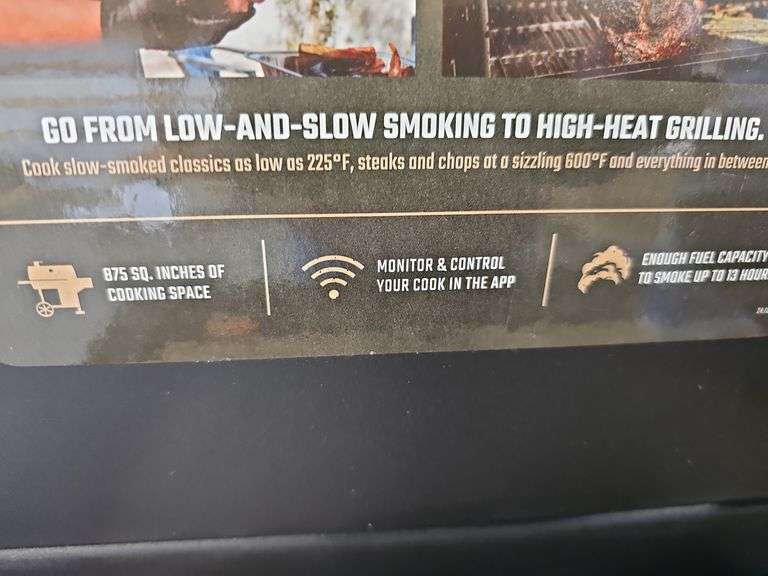 GO FROM LOW-AND-SLOW SMOKING TO HIGH-HEAT GRILLING.
Cook slow-smoked classics as low as 225°F, steaks and chops at a sizzling 600°F and everything in between
875 SQ. INCHES OF
COOKING SPACE
MONITOR & CONTROL
YOUR COOK IN THE APP
ENOUGH FUEL CAPACITY
TO SMOKE UP TO 13 HOUR